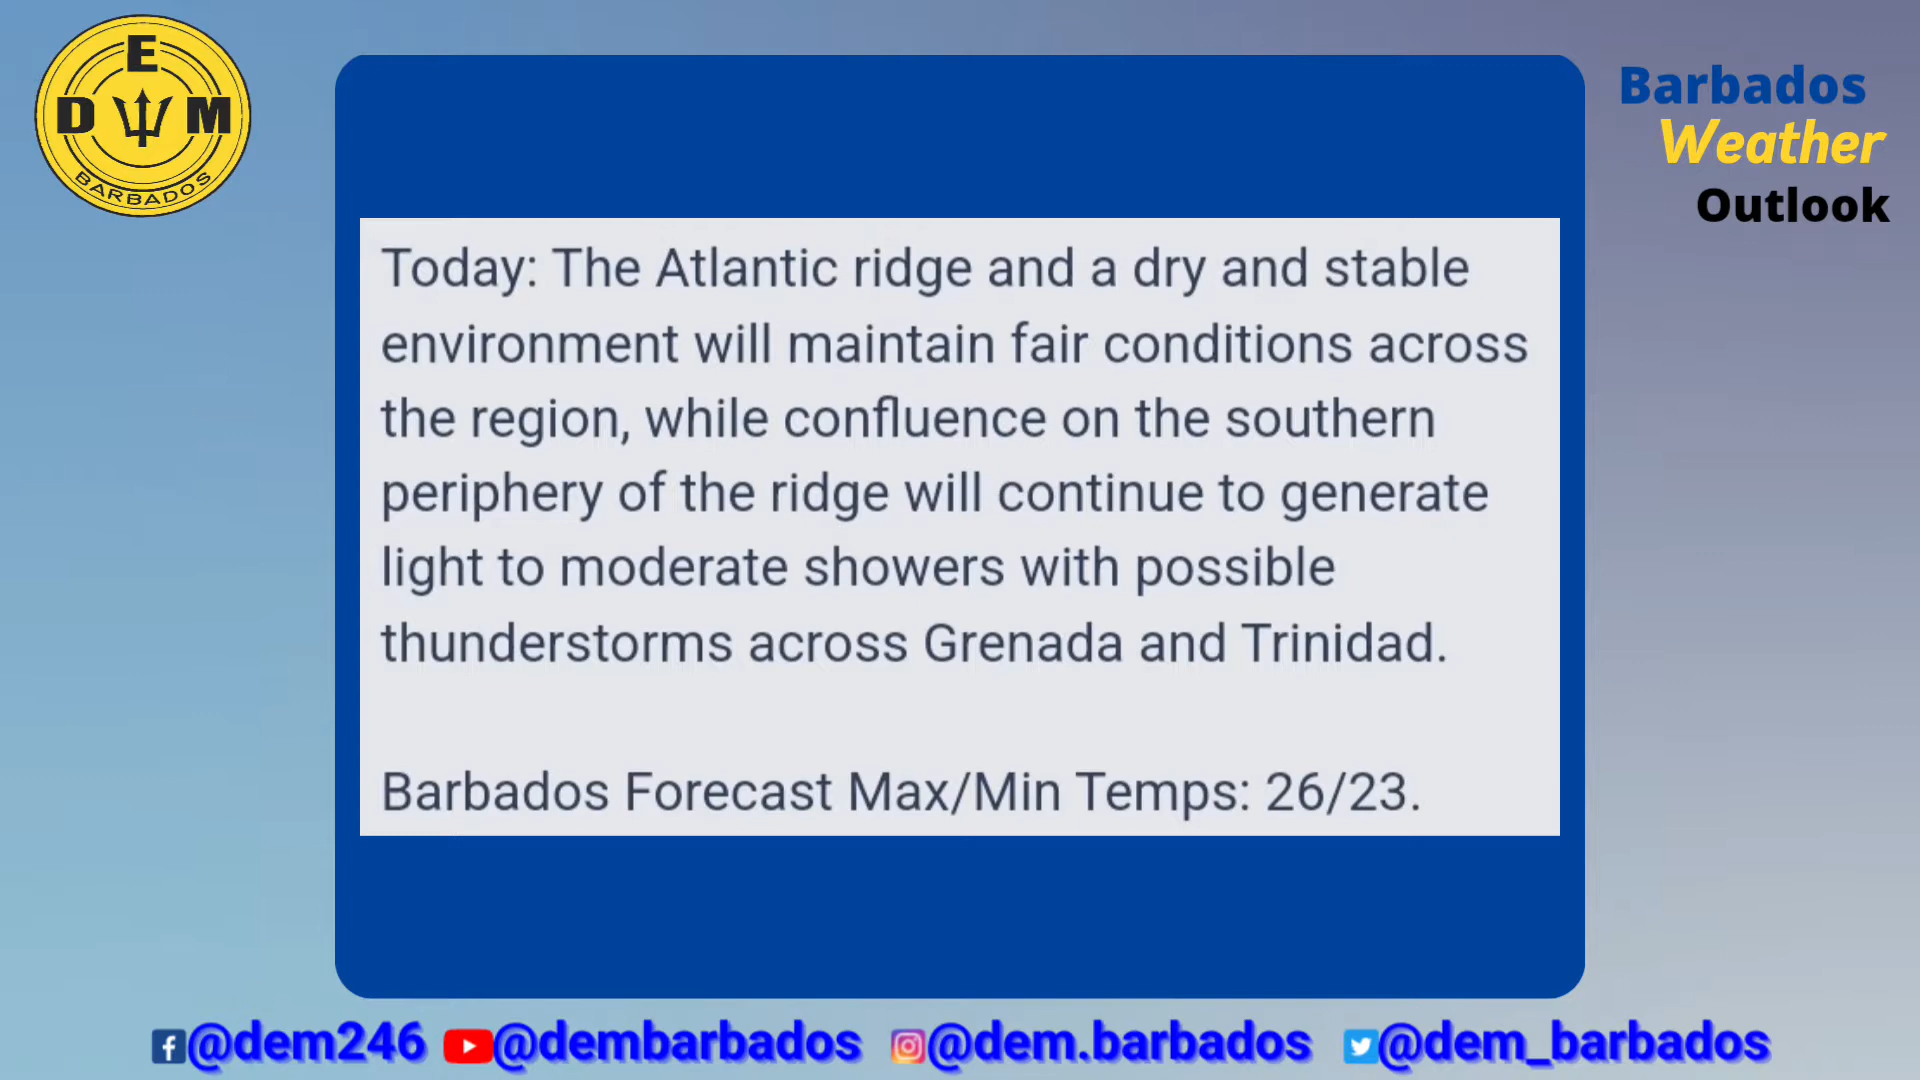 E
D M
BARBADOS
Barbados
Weather
Outlook
Today: The Atlantic ridge and a dry and stable
environment will maintain fair conditions across
the region, while confluence on the southern
periphery of the ridge will continue to generate
light to moderate showers with possible
thunderstorms across Grenada and Trinidad.
Barbados Forecast Max/Min Temps: 26/23.
@dem246 @dembarbados @dem.barbados @dem_barbados